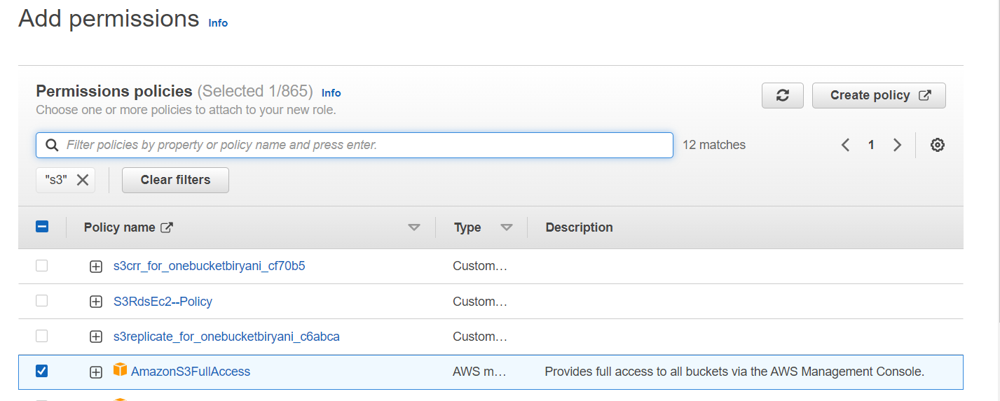 Add permissions Info
Permissions policies (Selected 1/865) Info
Create policy
Choose one or more policies to attach to your new role.
Filter policies by property or policy name and press enter.
12 matches
1
"s3"
Clear filters
Policy name Type Description
s3crr_for_onebucketbiryani_cf70b5 Custom…
S3RdsEc2--Policy Custom…
s3replicate_for_onebucketbiryani_c6abca Custom…
AmazonS3FullAccess AWS m… Provides full access to all buckets via the AWS Management Console.